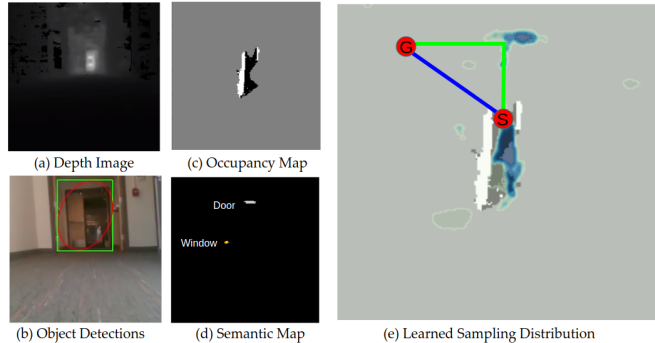 (a) Depth Image
(c) Occupancy Map
Door
Window
(b) Object Detections
(d) Semantic Map
G
S
(e) Learned Sampling Distribution